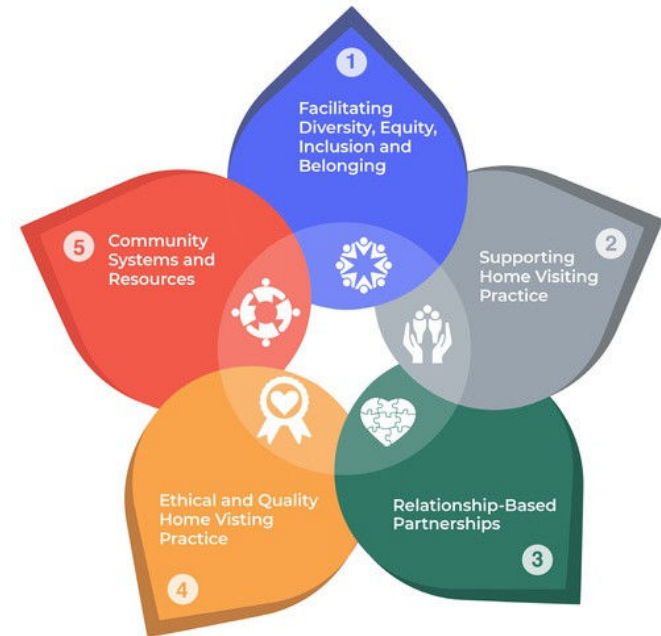 1
Facilitating
Diversity, Equity,
Inclusion and
Belonging
2
Supporting
Home Visiting
Practice
Relationship-Based
Partnerships
3
Ethical and Quality
Home Visting
Practice
4
5
Community
Systems and
Resources